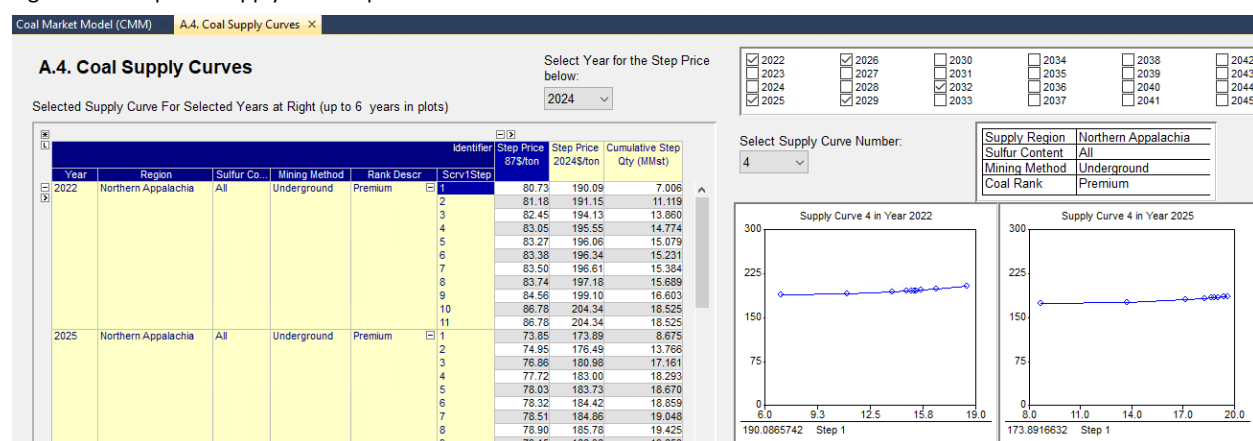 Coal Market Model (CMM) A.4. Coal Supply Curves ×
A.4. Coal Supply Curves
Select Year for the Step Price below:
2024
Selected Supply Curve For Selected Years at Right (up to 6 years in plots)
2022 2026 2030 2034 2038 2042
2023 2027 2031 2035 2039 2043
2024 2028 2032 2036 2040 2044
2025 2029 2033 2037 2041 2045
Select Supply Curve Number:
4
Supply Region Northern Appalachia
Sulfur Content All
Mining Method Underground
Coal Rank Premium
Identifier Step Price 87$/ton Step Price 2024$/ton Cumulative Step Qty (MMst)
Year Region Sulfur Co... Mining Method Rank Descr Scrv1Step
2022 Northern Appalachia All Underground Premium 1 80.73 190.09 7.006
2 81.18 191.15 11.119
3 82.45 194.13 13.860
4 83.05 195.55 14.774
5 83.27 196.06 15.079
6 83.38 196.34 15.231
7 83.50 196.61 15.384
8 83.74 197.18 15.689
9 84.56 199.10 16.603
10 86.78 204.34 18.525
11 86.78 204.34 18.525
2025 Northern Appalachia All Underground Premium 1 73.85 173.89 8.675
2 74.95 176.49 13.766
3 76.86 180.98 17.161
4 77.72 183.00 18.293
5 78.03 183.73 18.670
6 78.32 184.42 18.859
7 78.51 184.86 19.048
8 78.90 185.78 19.425
Supply Curve 4 in Year 2022
300
225
150
75
0
6.0 9.3 12.5 15.8 19.0
190.0865742 Step 1
Supply Curve 4 in Year 2025
300
225
150
75
0
8.0 11.0 14.0 17.0 20.0
173.8916632 Step 1